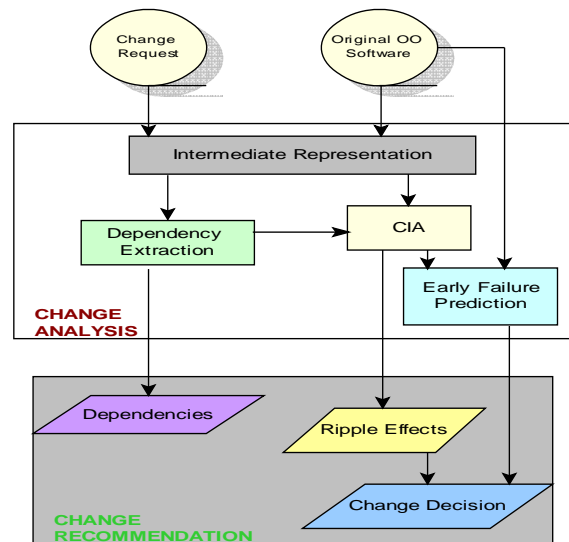 Change
Request
Original OO
Software
Intermediate Representation
Dependency
Extraction
CIA
Early Failure
Prediction
CHANGE
ANALYSIS
Dependencies
Ripple Effects
Change Decision
CHANGE
RECOMMENDATION